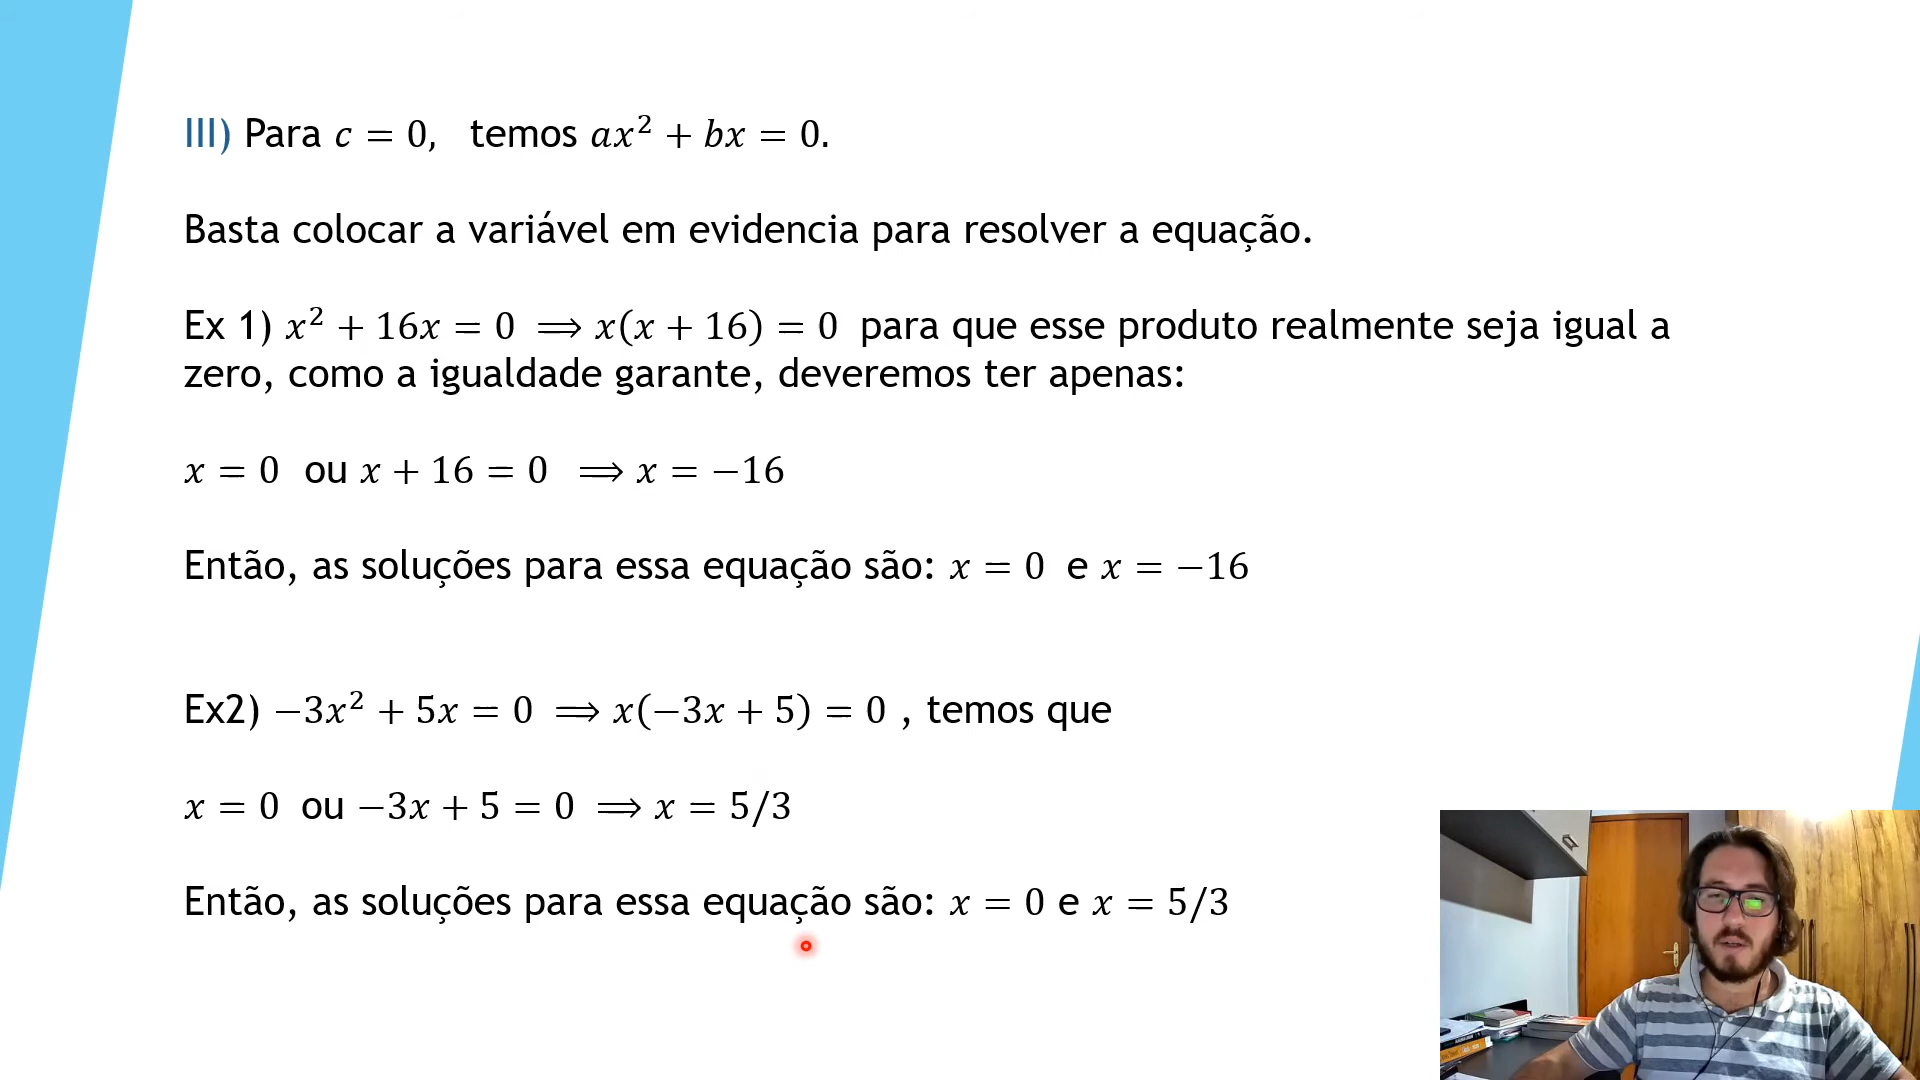 III) Para c = 0, temos ax² + bx = 0.
Basta colocar a variável em evidencia para resolver a equação.
Ex 1) x² + 16x = 0 ⟹ x(x + 16) = 0 para que esse produto realmente seja igual a
zero, como a igualdade garante, deveremos ter apenas:
x = 0 ou x + 16 = 0 ⟹ x = −16
Então, as soluções para essa equação são: x = 0 e x = −16
Ex2) −3x² + 5x = 0 ⟹ x(−3x + 5) = 0 , temos que
x = 0 ou −3x + 5 = 0 ⟹ x = 5/3
Então, as soluções para essa equação são: x = 0 e x = 5/3